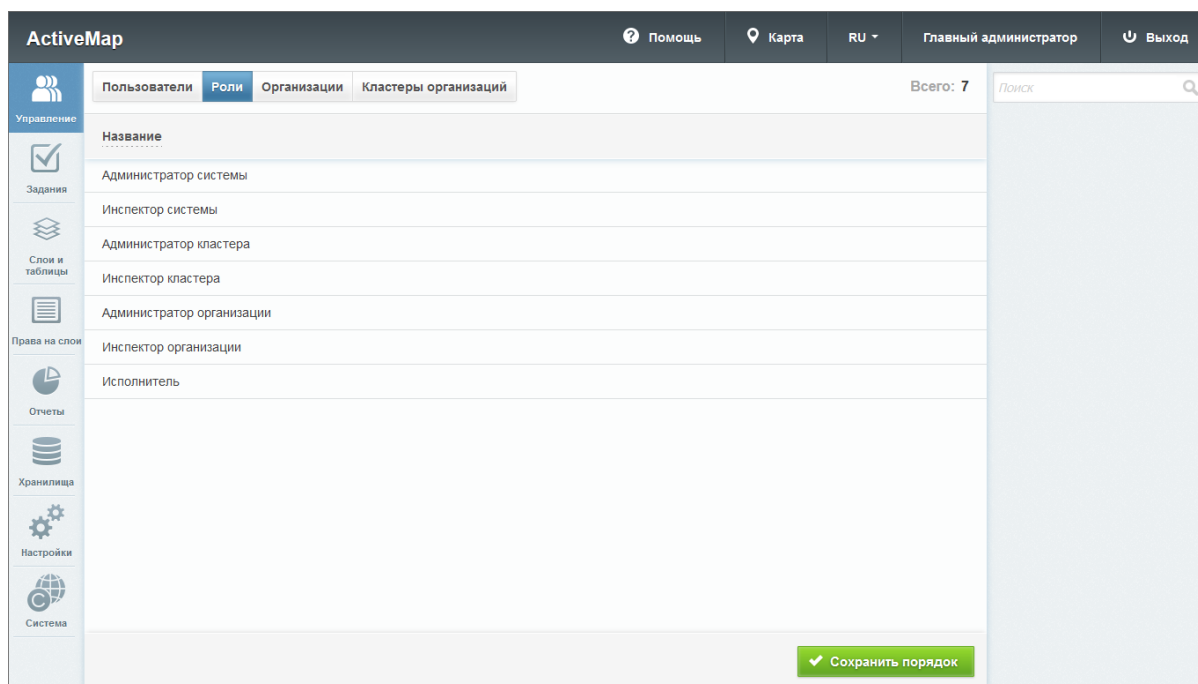 ActiveMap
Помощь
Карта
RU
Главный администратор
Выход
Управление
Задания
Слои и
таблицы
Права на слои
Отчеты
Хранилища
Настройки
Система
Пользователи
Роли
Организации
Кластеры организаций
Всего: 7
Поиск
Название
Администратор системы
Инспектор системы
Администратор кластера
Инспектор кластера
Администратор организации
Инспектор организации
Исполнитель
Сохранить порядок